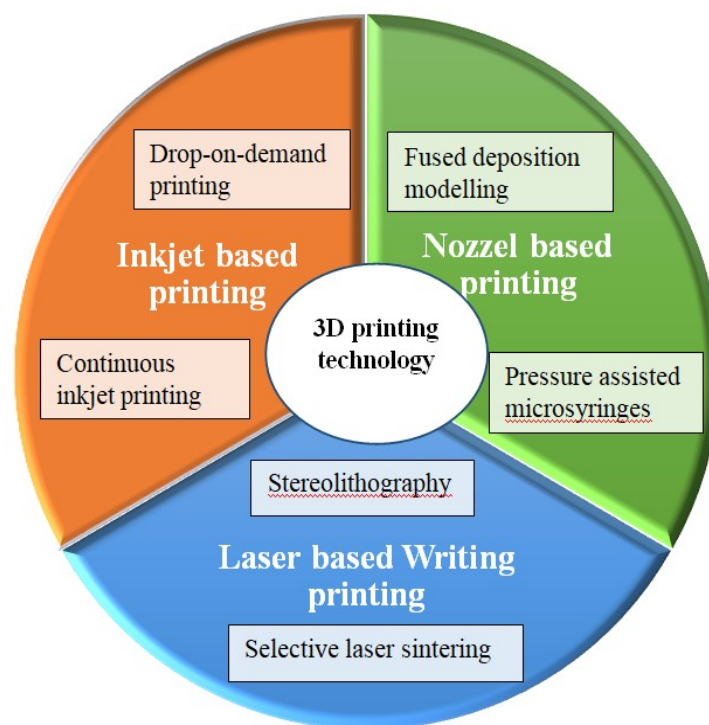 Drop-on-demand
printing
Inkjet based
printing
Continuous
inkjet printing
Fused deposition
modelling
Nozzel based
printing
Pressure assisted
microsyringes
3D printing
technology
Stereolithography
Laser based Writing
printing
Selective laser sintering